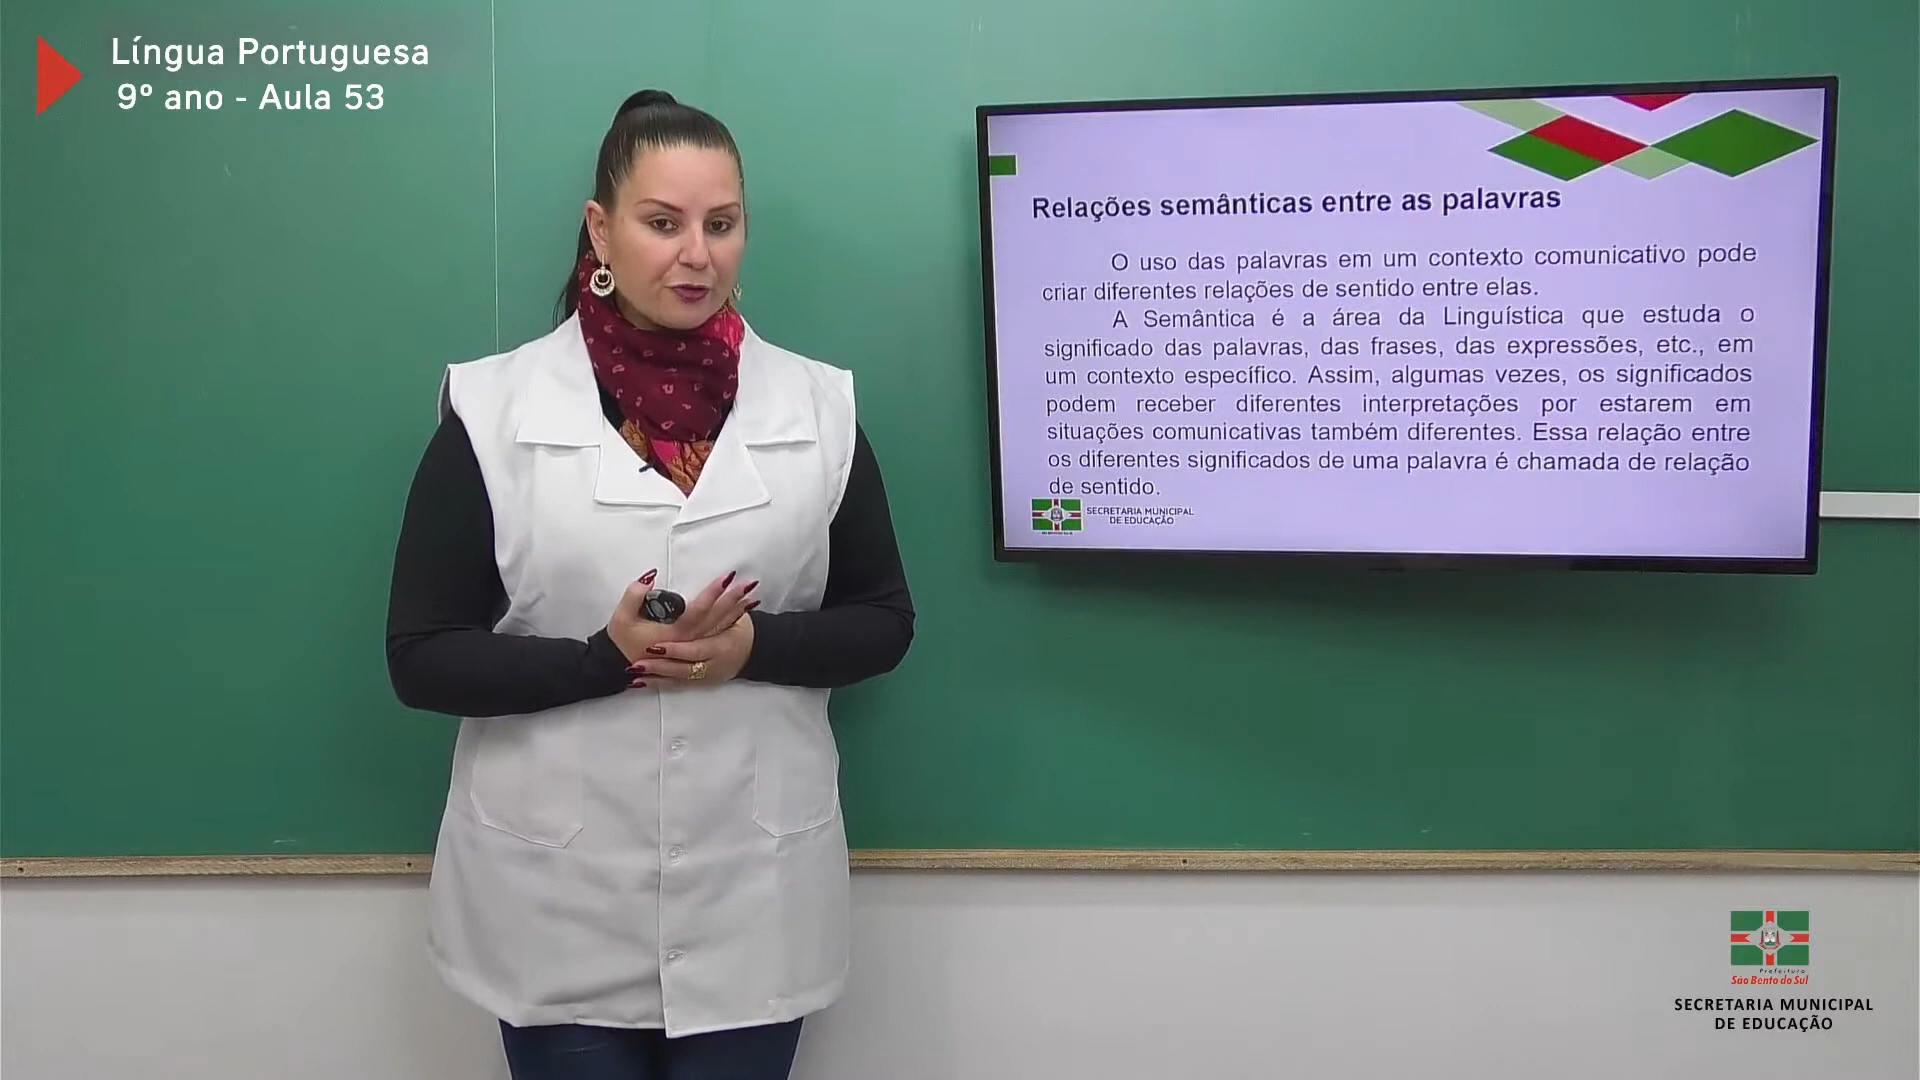 Língua Portuguesa
9º ano - Aula 53
Relações semânticas entre as palavras
O uso das palavras em um contexto comunicativo pode
criar diferentes relações de sentido entre elas.
A Semântica é a área da Linguística que estuda o
significado das palavras, das frases, das expressões, etc., em
um contexto específico. Assim, algumas vezes, os significados
podem receber diferentes interpretações por estarem em
situações comunicativas também diferentes. Essa relação entre
os diferentes significados de uma palavra é chamada de relação
de sentido.
SECRETARIA MUNICIPAL
DE EDUCAÇÃO
Prefeitura
São Bento do Sul
SECRETARIA MUNICIPAL
DE EDUCAÇÃO